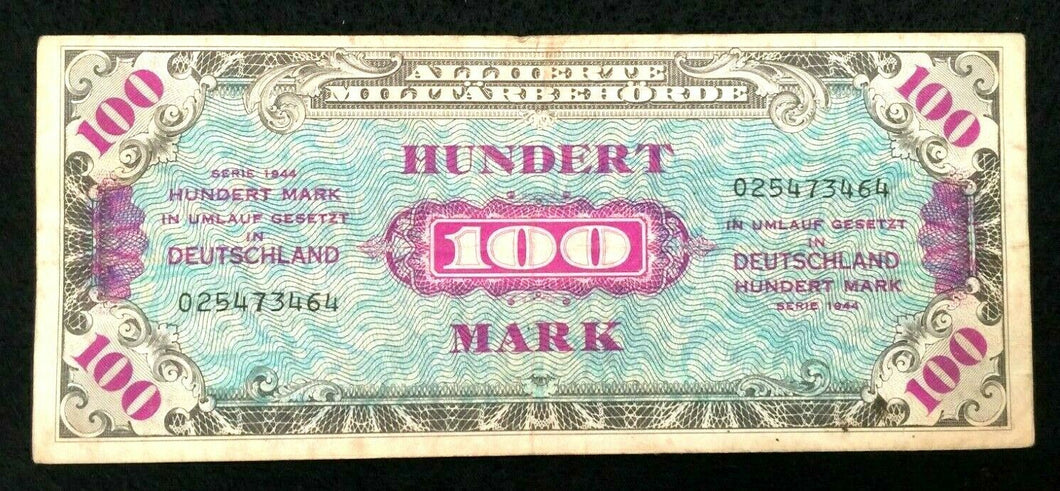 ALLIIERTE
MILITÄRBEHÖRDE
100
100
HUNDERT
SERIE 1944
HUNDERT MARK
IN UMLAUF GESETZT
IN
DEUTSCHLAND
025473464
100
025473464
IN UMLAUF GESETZT
IN
DEUTSCHLAND
HUNDERT MARK
SERIE 1944
MARK
100
100